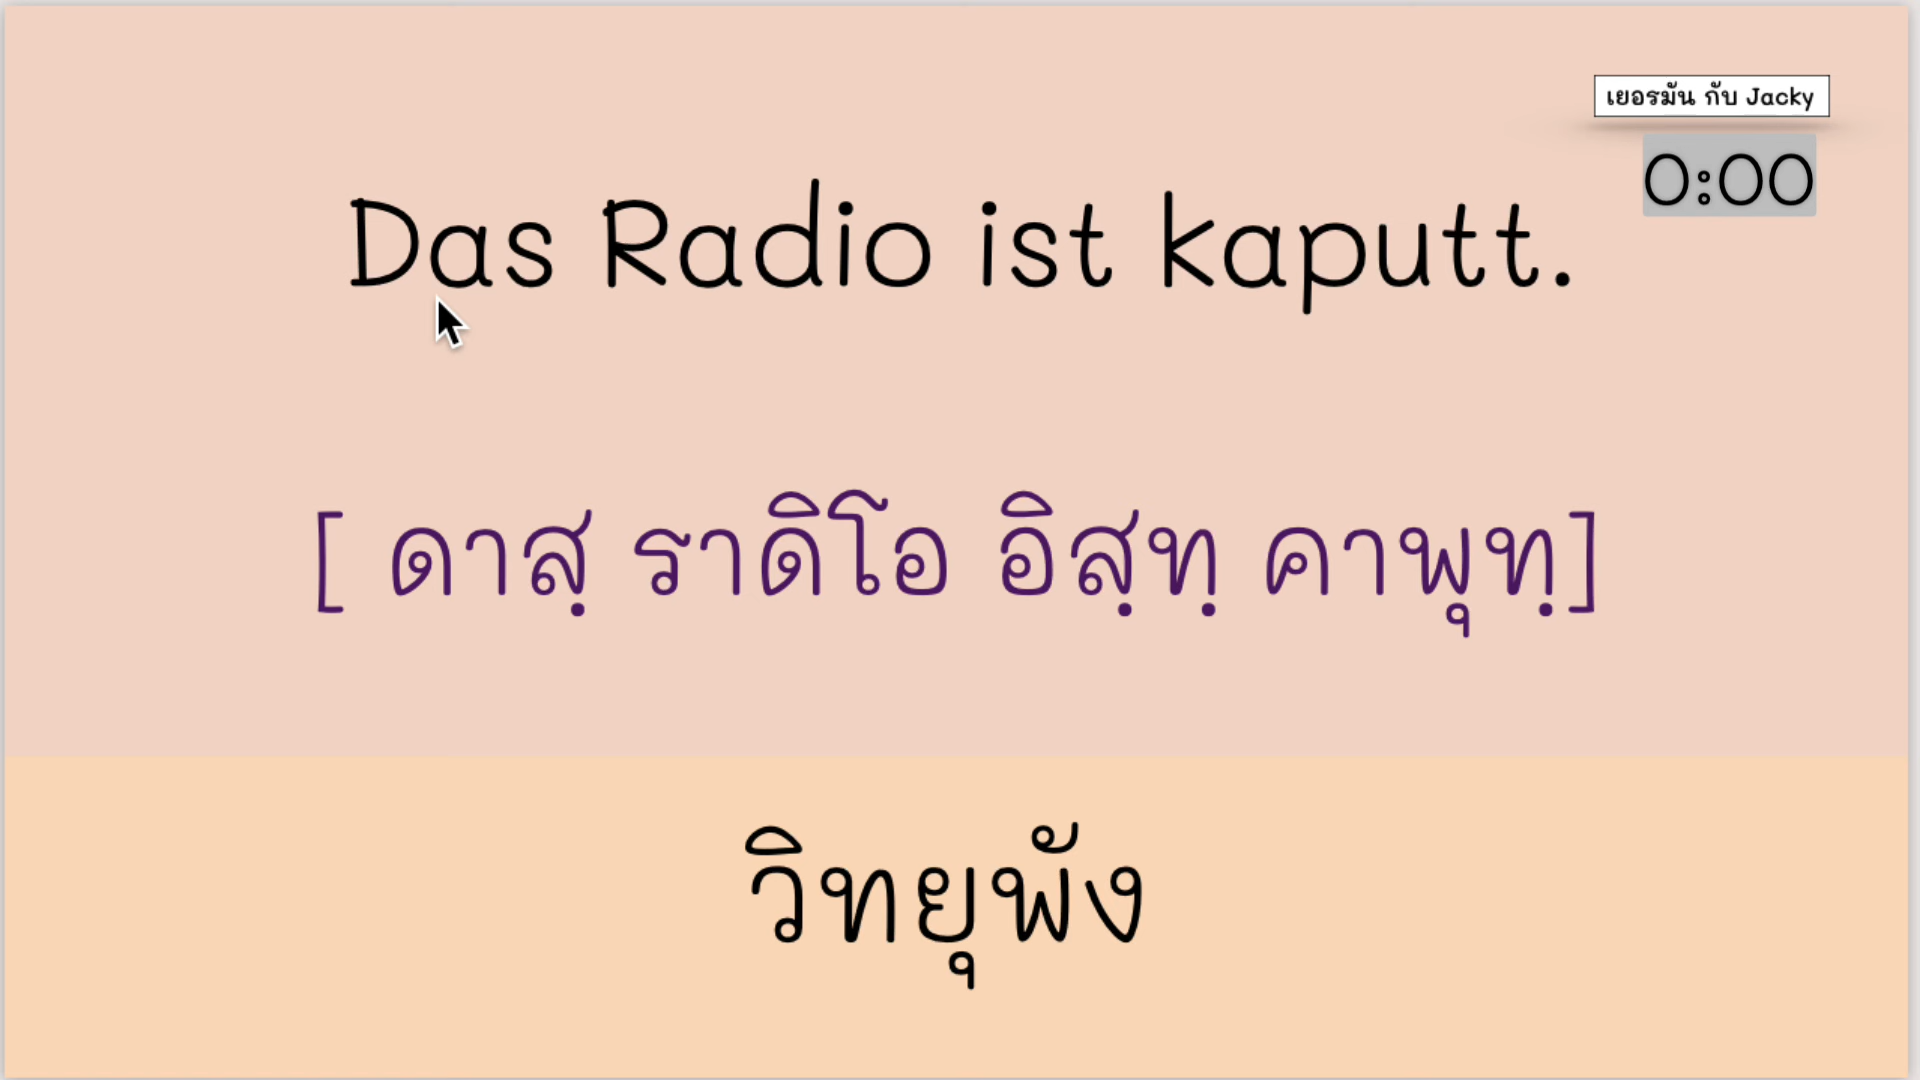 เยอรมัน กับ Jacky
0:00
Das Radio ist kaputt.
[ ดาสฺ ราดิโอ อิสฺทฺ คาพุทฺ]
วิทยุพัง